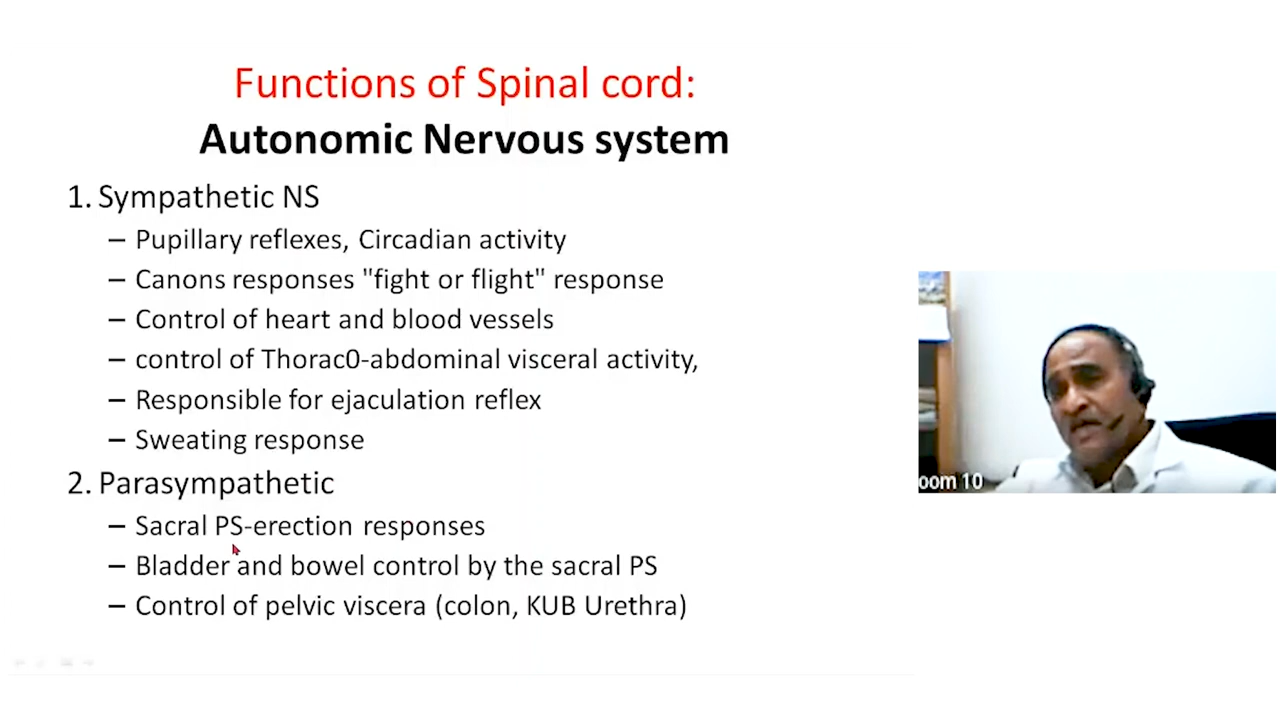 Functions of Spinal cord:
Autonomic Nervous system
1. Sympathetic NS
– Pupillary reflexes, Circadian activity
– Canons responses "fight or flight" response
– Control of heart and blood vessels
– control of Thorac0-abdominal visceral activity,
– Responsible for ejaculation reflex
– Sweating response
2. Parasympathetic
– Sacral PS-erection responses
– Bladder and bowel control by the sacral PS
– Control of pelvic viscera (colon, KUB Urethra)
oom 10